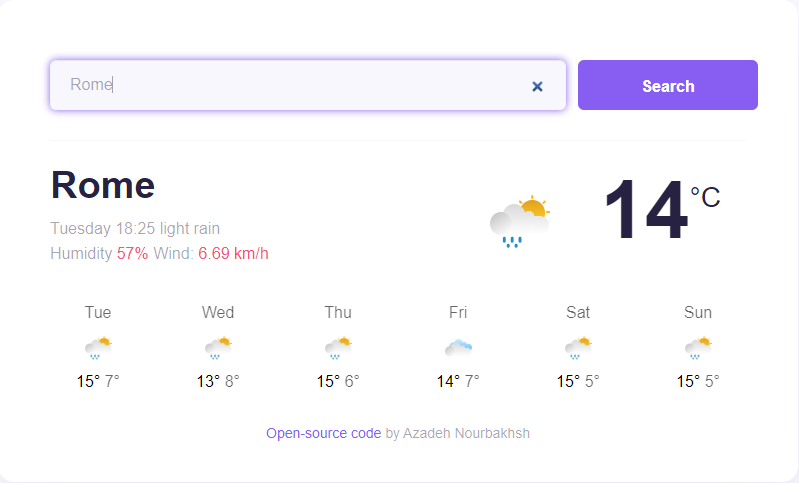 Rome
Search
Rome
14 °C
Tuesday 18:25 light rain
Humidity 57% Wind: 6.69 km/h
Tue Wed Thu Fri Sat Sun
15° 7° 13° 8° 15° 6° 14° 7° 15° 5° 15° 5°
Open-source code by Azadeh Nourbakhsh